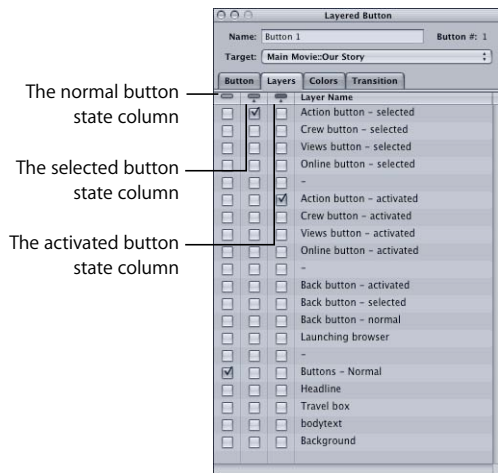 Layered Button
Name: Button 1 Button #: 1
Target: Main Movie::Our Story
Button Layers Colors Transition
Layer Name
Action button – selected
Crew button – selected
Views button – selected
Online button – selected
–
Action button – activated
Crew button – activated
Views button – activated
Online button – activated
–
Back button – activated
Back button – selected
Back button – normal
Launching browser
–
Buttons – Normal
Headline
Travel box
bodytext
Background
The normal button
state column
The selected button
state column
The activated button
state column